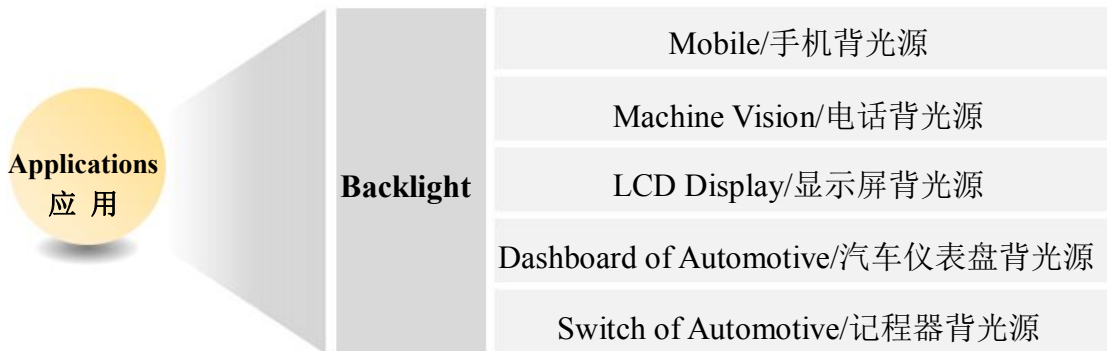 Applications
应 用
Backlight
Mobile/手机背光源
Machine Vision/电话背光源
LCD Display/显示屏背光源
Dashboard of Automotive/汽车仪表盘背光源
Switch of Automotive/记程器背光源